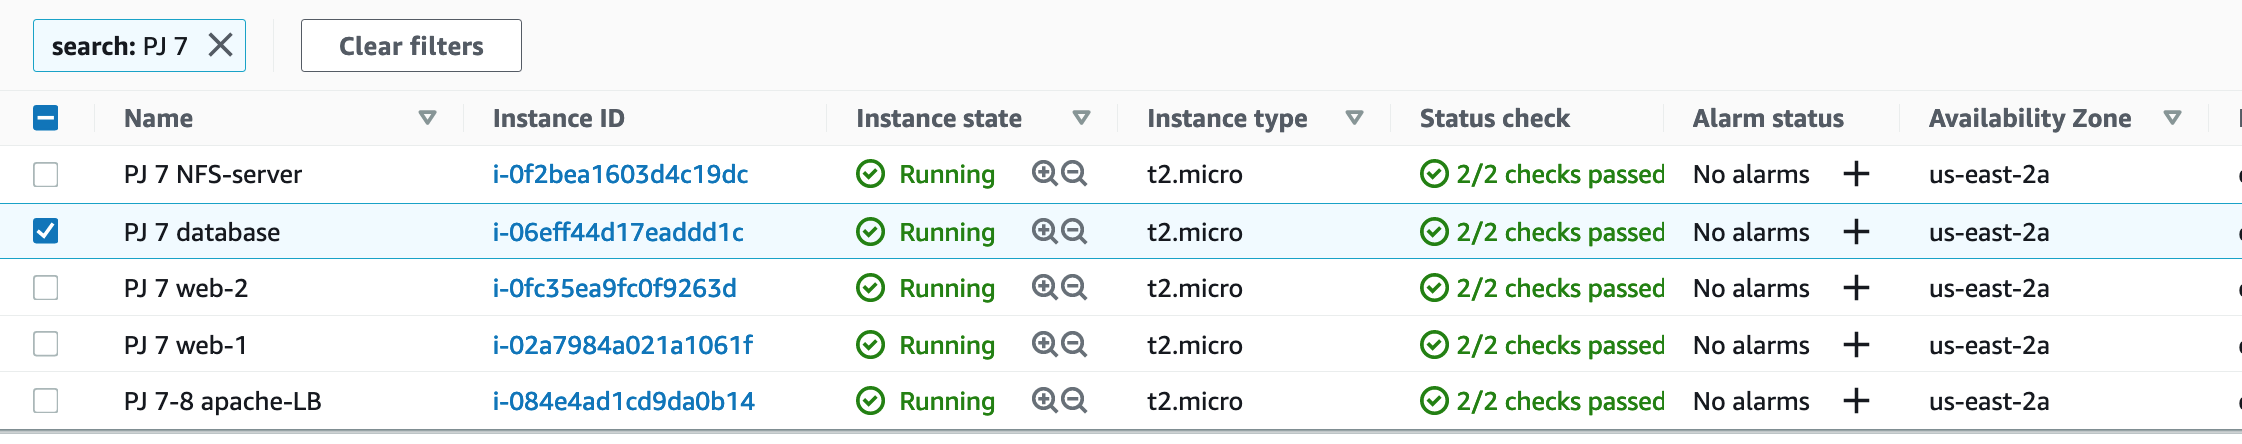 search: PJ 7 Clear filters
Name Instance ID Instance state Instance type Status check Alarm status Availability Zone
PJ 7 NFS-server i-0f2bea1603d4c19dc Running t2.micro 2/2 checks passed No alarms us-east-2a
PJ 7 database i-06eff44d17eaddd1c Running t2.micro 2/2 checks passed No alarms us-east-2a
PJ 7 web-2 i-0fc35ea9fc0f9263d Running t2.micro 2/2 checks passed No alarms us-east-2a
PJ 7 web-1 i-02a7984a021a1061f Running t2.micro 2/2 checks passed No alarms us-east-2a
PJ 7-8 apache-LB i-084e4ad1cd9da0b14 Running t2.micro 2/2 checks passed No alarms us-east-2a